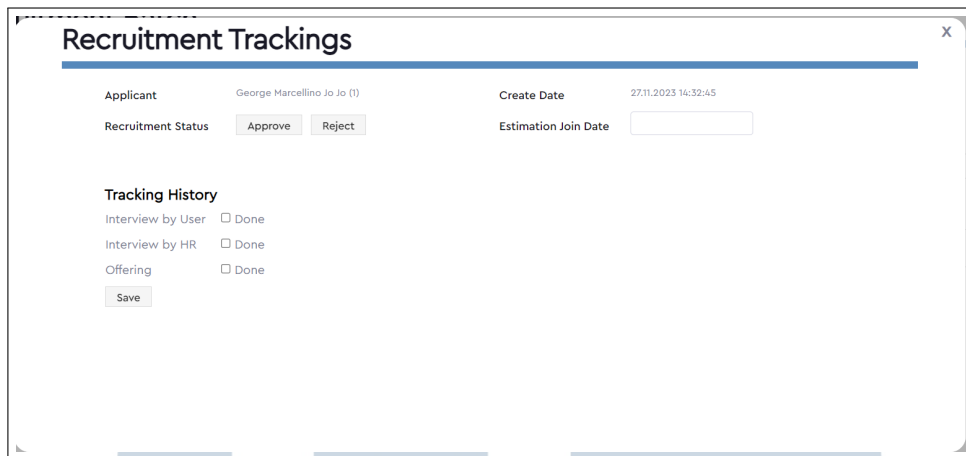 Recruitment Trackings
X
Applicant George Marcellino Jo Jo (1) Create Date 27.11.2023 14:32:45
Recruitment Status Approve Reject Estimation Join Date
Tracking History
Interview by User Done
Interview by HR Done
Offering Done
Save